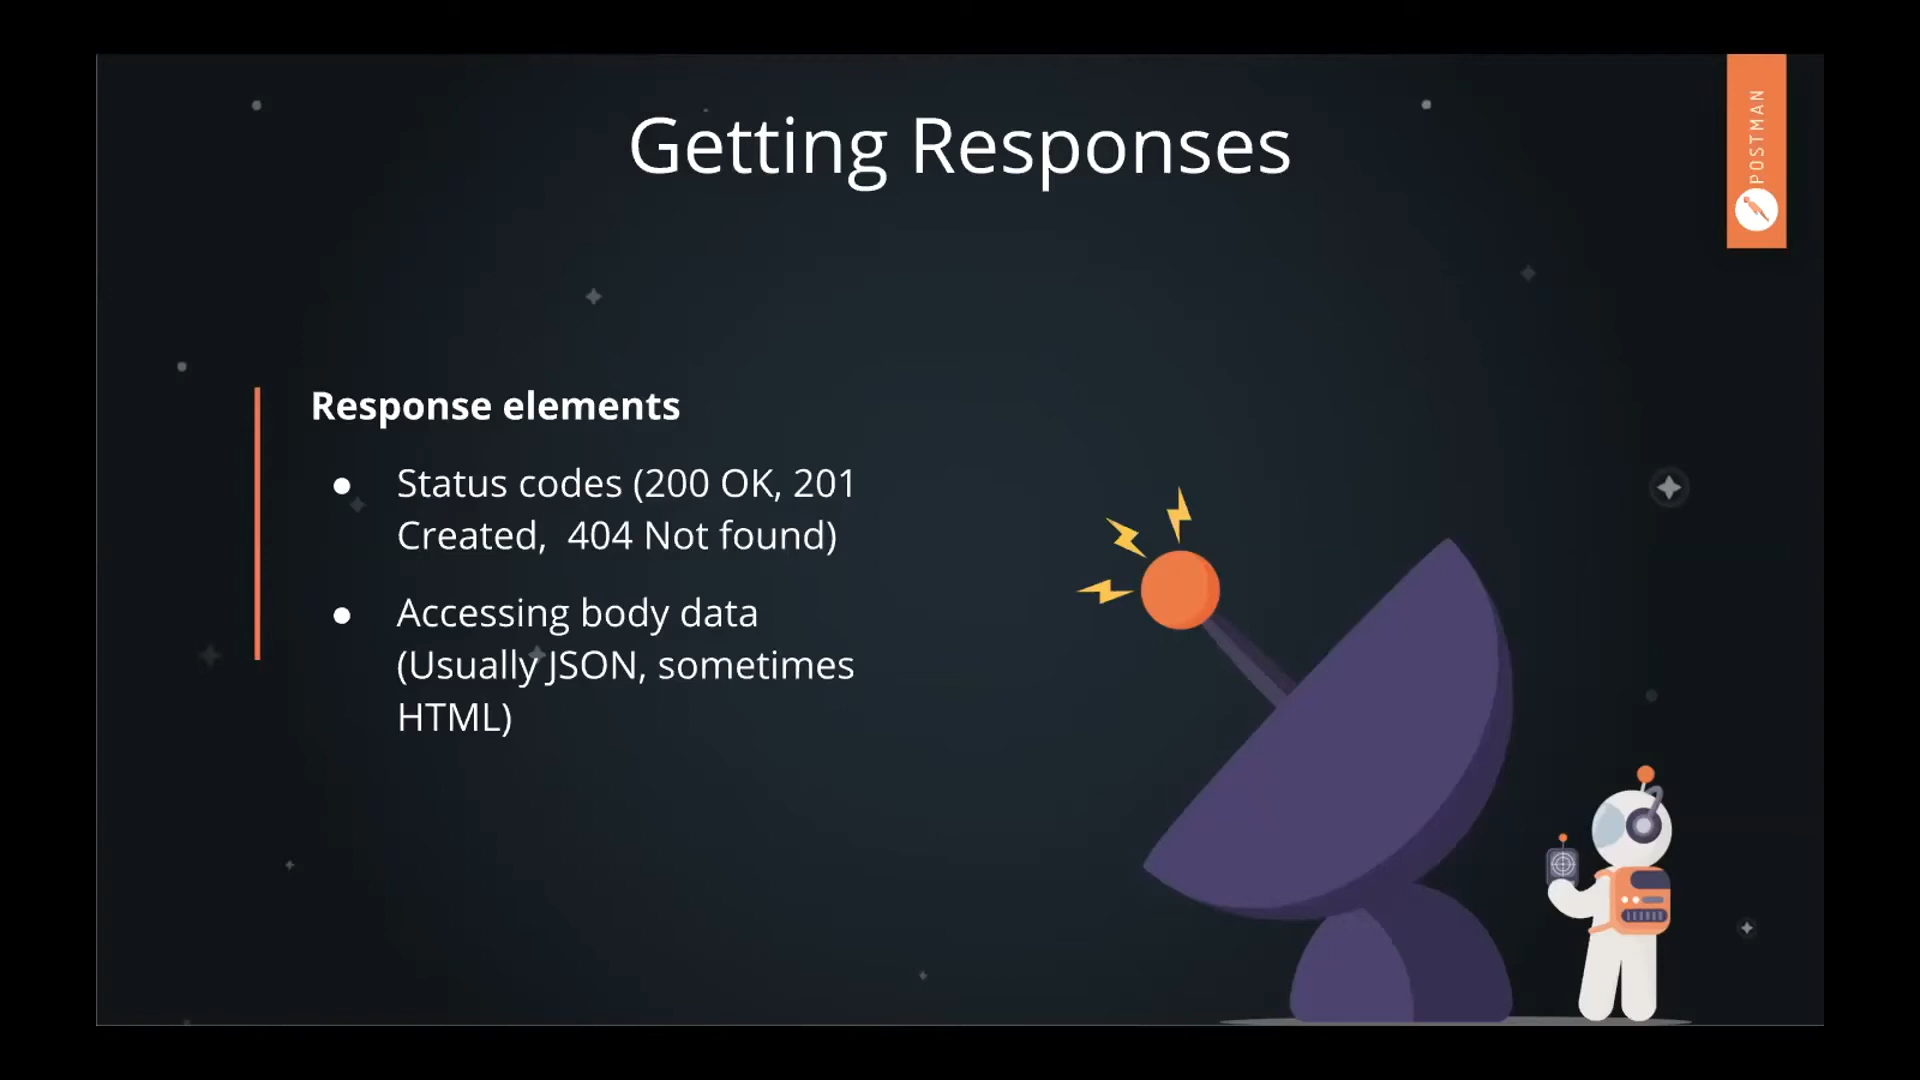 Getting Responses
POSTMAN
Response elements
● Status codes (200 OK, 201
Created,  404 Not found)
● Accessing body data
(Usually JSON, sometimes
HTML)